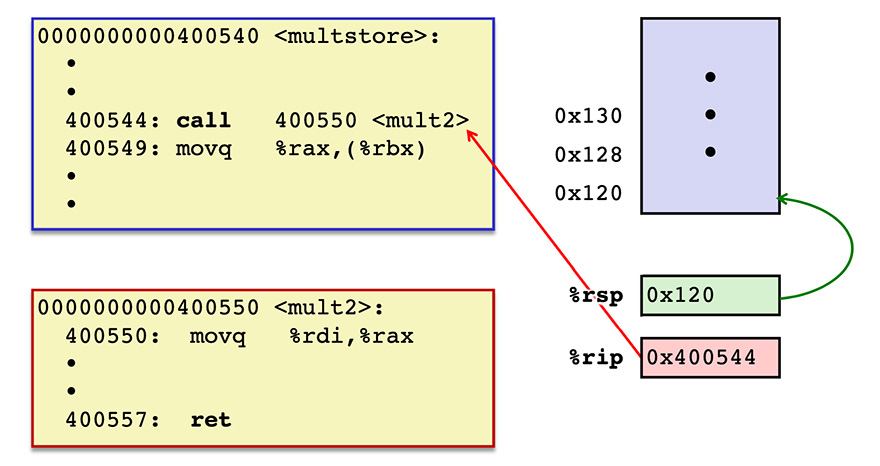 0000000000400540 <multstore>:
•
•
400544: call   400550 <mult2>
400549: movq   %rax,(%rbx)
•
•
0000000000400550 <mult2>:
400550:  movq   %rdi,%rax
•
•
400557:  ret
•
0x130 •
0x128 •
0x120
%rsp 0x120
%rip 0x400544